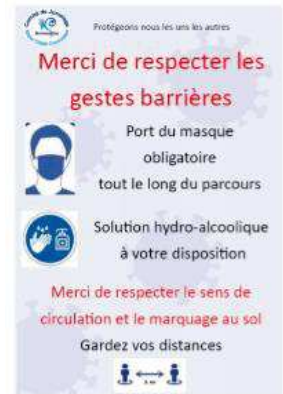 Protégeons nous les uns les autres
Merci de respecter les
gestes barrières
Port du masque
obligatoire
tout le long du parcours
Solution hydro-alcoolique
à votre disposition
Merci de respecter le sens de
circulation et le marquage au sol
Gardez vos distances